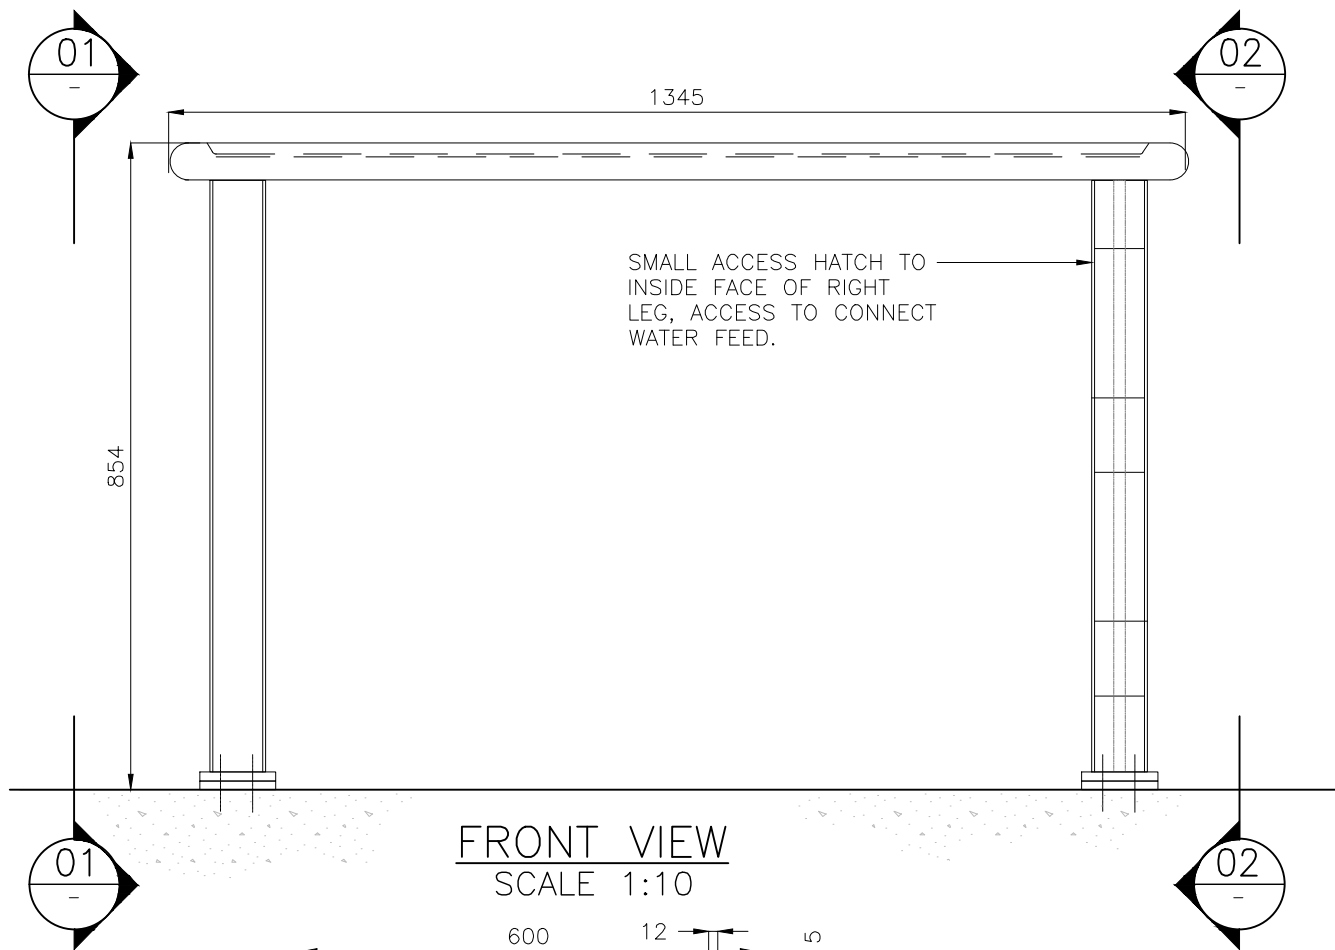 01
-
02
-
1345
SMALL ACCESS HATCH TO
INSIDE FACE OF RIGHT
LEG, ACCESS TO CONNECT
WATER FEED.
854
FRONT VIEW
SCALE 1:10
01
-
02
-
600
12
5